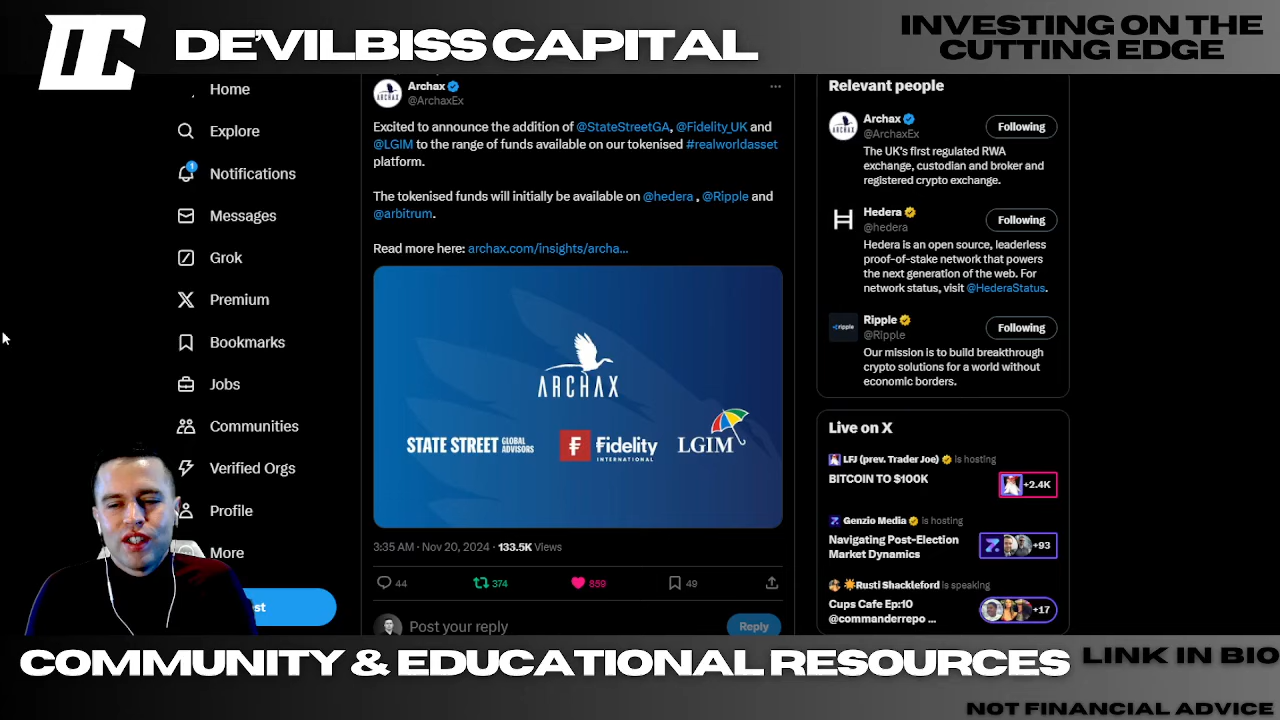 DE'VILBISS CAPITAL
INVESTING ON THE
CUTTING EDGE
Home
Explore
Notifications
1
Messages
Grok
Premium
Bookmarks
Jobs
Communities
Verified Orgs
Profile
More
Archax
@ArchaxEx
Excited to announce the addition of @StateStreetGA, @Fidelity_UK and
@LGIM to the range of funds available on our tokenised #realworldasset
platform.
The tokenised funds will initially be available on @hedera , @Ripple and
@arbitrum.
Read more here: archax.com/insights/archa...
ARCHAX
STATE STREET GLOBAL ADVISORS
Fidelity
INTERNATIONAL
LGIM
3:35 AM · Nov 20, 2024 · 133.5K Views
44
374
859
49
Post your reply
Reply
Relevant people
Archax
@ArchaxEx
Following
The UK's first regulated RWA
exchange, custodian and broker and
registered crypto exchange.
Hedera
@hedera
Following
Hedera is an open source, leaderless
proof-of-stake network that powers
the next generation of the web. For
network status, visit @HederaStatus.
ripple
Ripple
@Ripple
Following
Our mission is to build breakthrough
crypto solutions for a world without
economic borders.
Live on X
LFJ (prev. Trader Joe) is hosting
BITCOIN TO $100K
+2.4K
Genzio Media is hosting
Navigating Post-Election
Market Dynamics
+93
Rusti Shackleford is speaking
Cups Cafe Ep:10
@commanderrepo ...
+17
COMMUNITY & EDUCATIONAL RESOURCES
LINK IN BIO
NOT FINANCIAL ADVICE